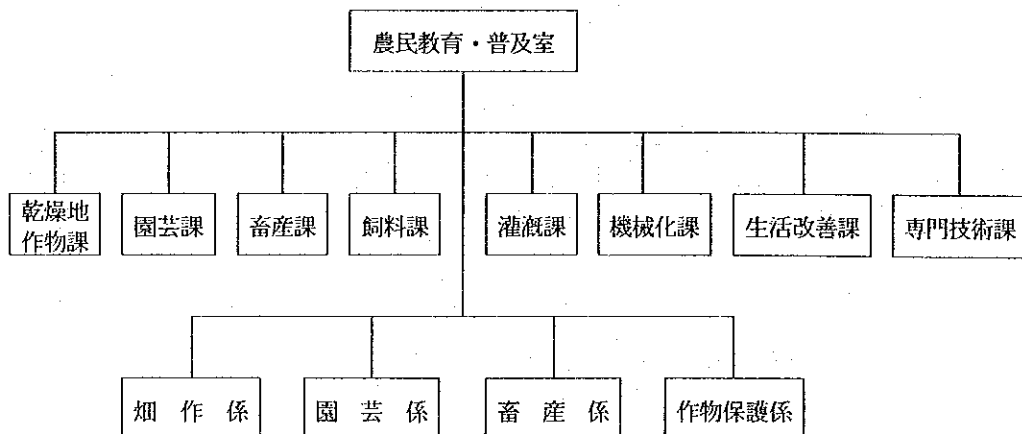 農民教育・普及室
乾燥地
作物課
園芸課
畜産課
飼料課
灌漑課
機械化課
生活改善課
専門技術課
畑作係
園芸係
畜産係
作物保護係